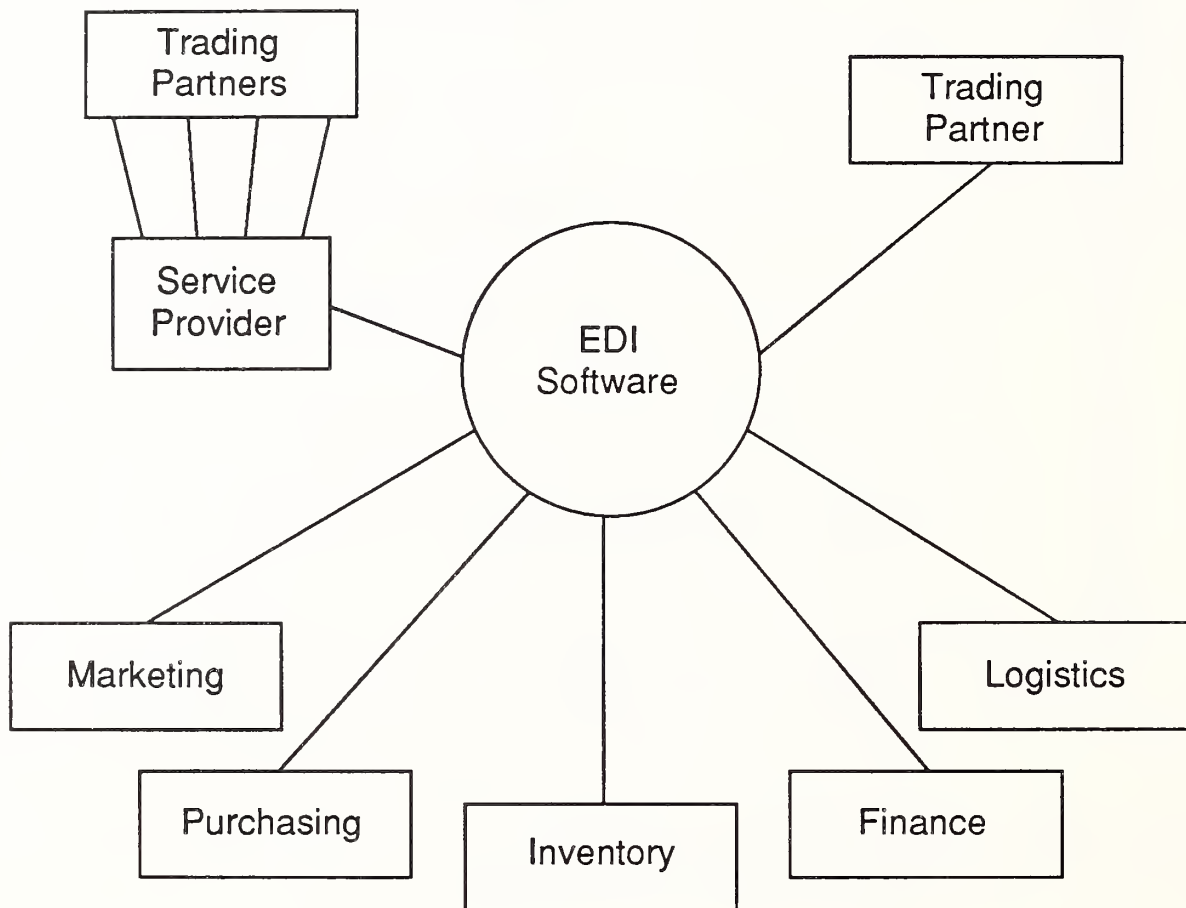 Trading
Partners
Trading
Partner
Service
Provider
EDI
Software
Marketing
Logistics
Purchasing
Finance
Inventory